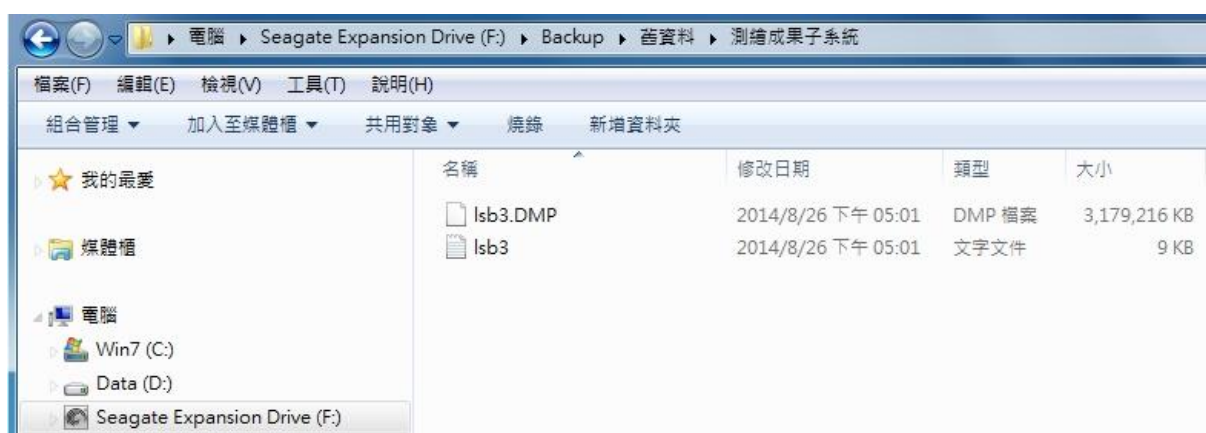 電腦 ▸ Seagate Expansion Drive (F:) ▸ Backup ▸ 舊資料 ▸ 測繪成果子系統
檔案(F) 編輯(E) 檢視(V) 工具(T) 說明(H)
組合管理 ▼ 加入至媒體櫃 ▼ 共用對象 ▼ 燒錄 新增資料夾
名稱 修改日期 類型 大小
我的最愛
lsb3.DMP 2014/8/26 下午 05:01 DMP 檔案 3,179,216 KB
媒體櫃
lsb3 2014/8/26 下午 05:01 文字文件 9 KB
電腦
Win7 (C:)
Data (D:)
Seagate Expansion Drive (F:)